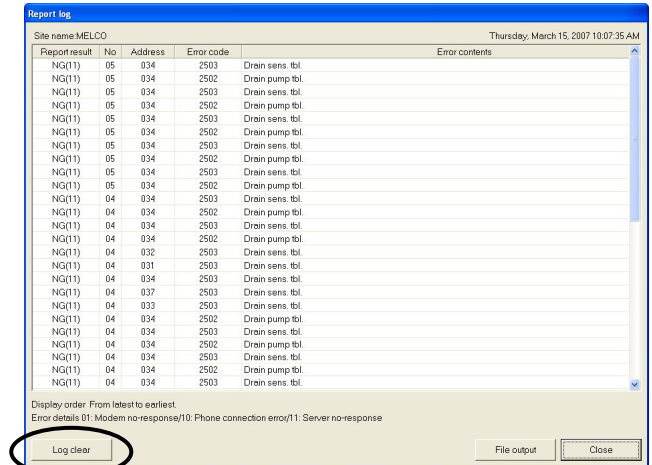 Report log
Site name:MELCO Thursday, March 15, 2007 10:07:35 AM
Report result No Address Error code Error contents
NG(11) 05 034 2503 Drain sens. tbl.
NG(11) 05 034 2502 Drain pump tbl.
NG(11) 05 034 2503 Drain sens. tbl.
NG(11) 05 034 2502 Drain pump tbl.
NG(11) 05 034 2503 Drain sens. tbl.
NG(11) 05 034 2502 Drain pump tbl.
NG(11) 05 034 2503 Drain sens. tbl.
NG(11) 05 034 2502 Drain pump tbl.
NG(11) 05 034 2503 Drain sens. tbl.
NG(11) 05 034 2502 Drain pump tbl.
NG(11) 04 034 2503 Drain sens. tbl.
NG(11) 04 034 2502 Drain pump tbl.
NG(11) 04 034 2503 Drain sens. tbl.
NG(11) 04 034 2502 Drain pump tbl.
NG(11) 04 032 2503 Drain sens. tbl.
NG(11) 04 031 2503 Drain sens. tbl.
NG(11) 04 034 2503 Drain sens. tbl.
NG(11) 04 037 2503 Drain sens. tbl.
NG(11) 04 033 2503 Drain sens. tbl.
NG(11) 04 034 2502 Drain pump tbl.
NG(11) 04 034 2503 Drain sens. tbl.
NG(11) 04 034 2502 Drain pump tbl.
NG(11) 04 034 2503 Drain sens. tbl.
NG(11) 04 034 2502 Drain pump tbl.
NG(11) 04 034 2503 Drain sens. tbl.
Display order From latest to earliest.
Error details 01: Modem no-response/10: Phone connection error/11: Server no-response
Log clear File output Close